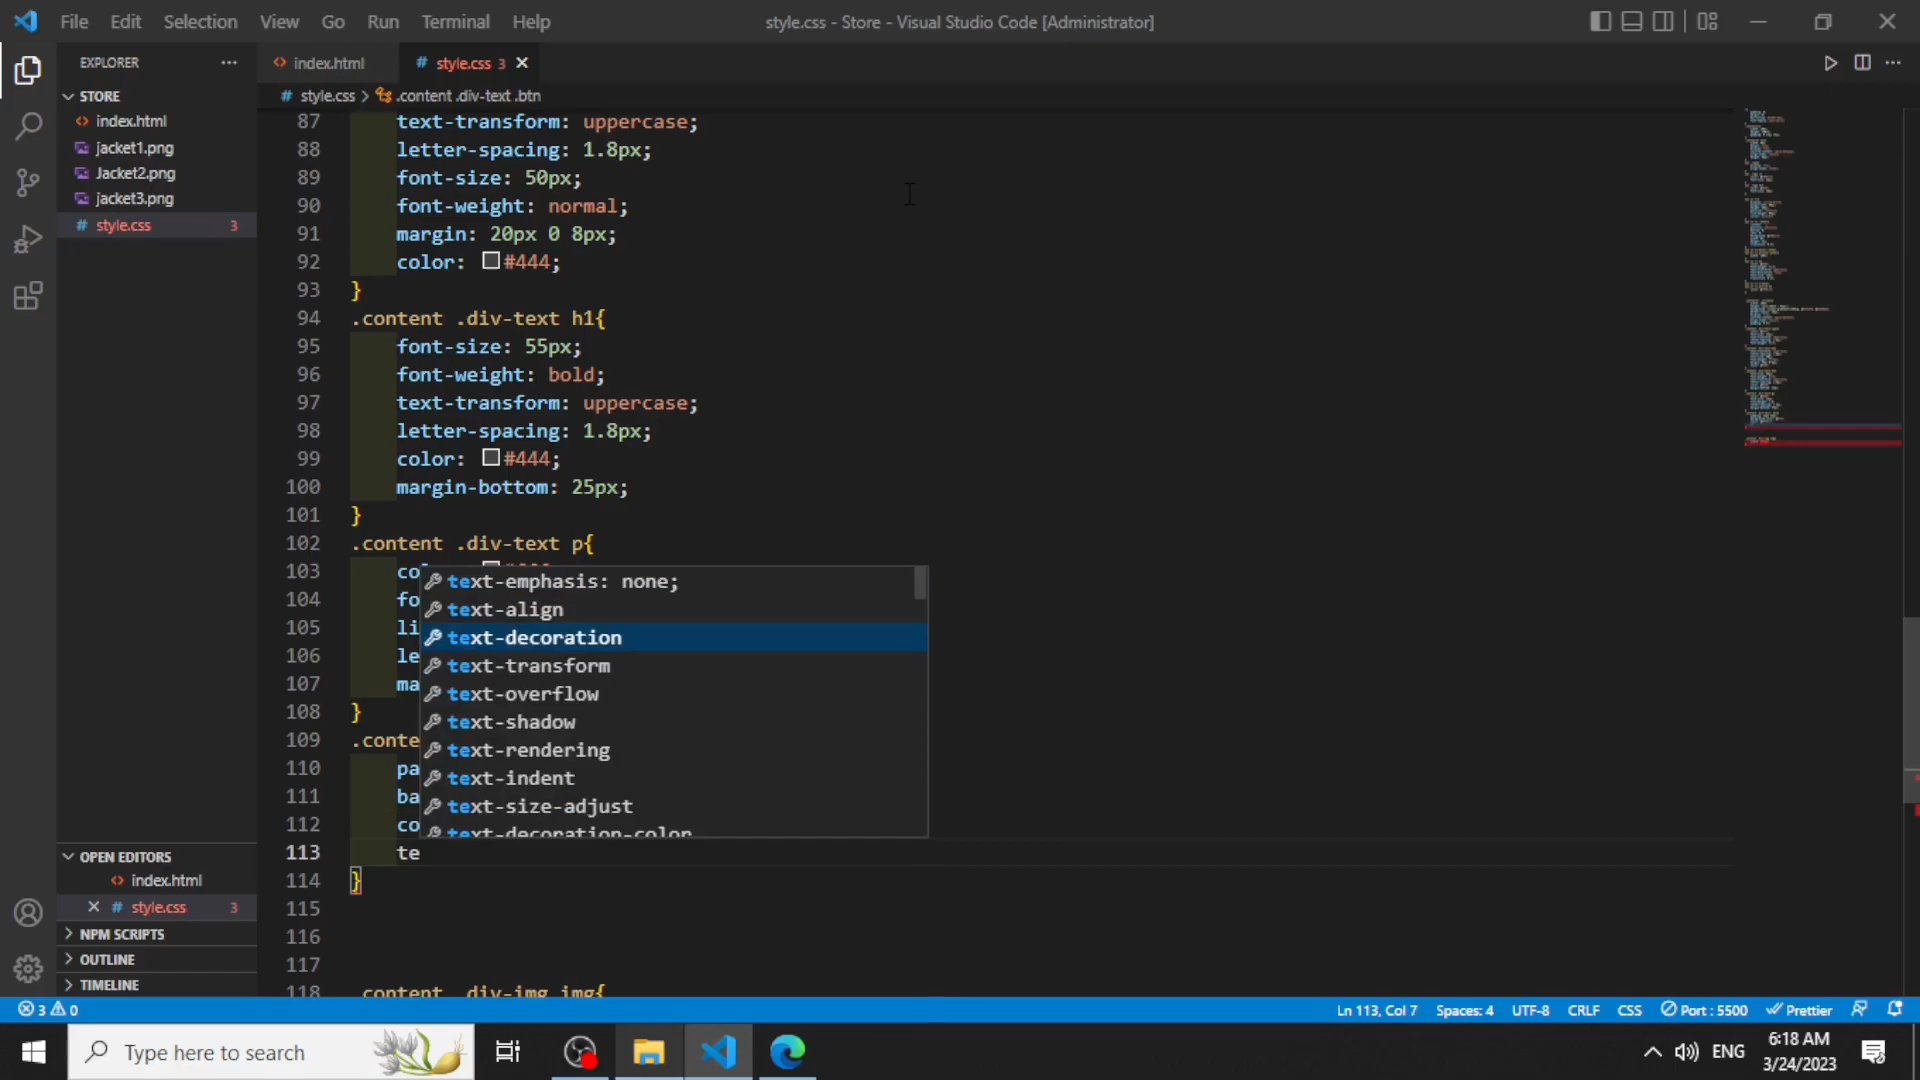 File Edit Selection View Go Run Terminal Help
style.css - Store - Visual Studio Code [Administrator]
EXPLORER
index.html
style.css 3
STORE
style.css > .content .div-text .btn
index.html
jacket1.png
Jacket2.png
jacket3.png
style.css 3
87 text-transform: uppercase;
88 letter-spacing: 1.8px;
89 font-size: 50px;
90 font-weight: normal;
91 margin: 20px 0 8px;
92 color: #444;
93 }
94 .content .div-text h1{
95 font-size: 55px;
96 font-weight: bold;
97 text-transform: uppercase;
98 letter-spacing: 1.8px;
99 color: #444;
100 margin-bottom: 25px;
101 }
102 .content .div-text p{
103 co
104 fo
105 li
106 le
107 ma
108 }
109 .conte
110 pa
111 ba
112 co
113 te
114 }
115
116
117
118 .content .div-img img{
text-emphasis: none;
text-align
text-decoration
text-transform
text-overflow
text-shadow
text-rendering
text-indent
text-size-adjust
text-decoration-color
OPEN EDITORS
index.html
style.css 3
NPM SCRIPTS
OUTLINE
TIMELINE
3 0
Ln 113, Col 7 Spaces: 4 UTF-8 CRLF CSS Port : 5500 Prettier
Type here to search
ENG
6:18 AM
3/24/2023